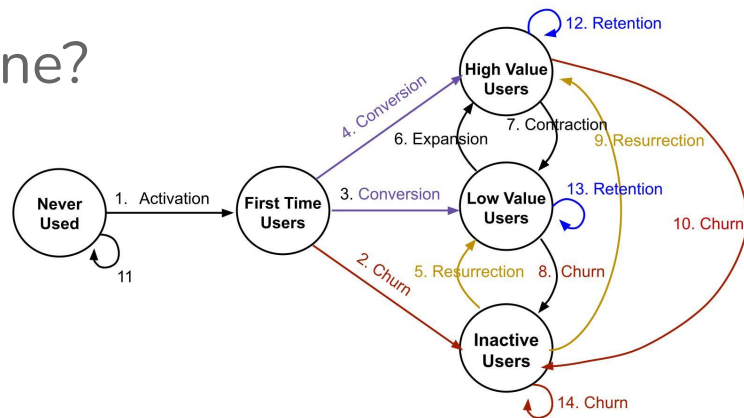 ne?
12. Retention
High Value
Users
4. Conversion
6. Expansion
7. Contraction
9. Resurrection
Never
Used
1. Activation
11
First Time
Users
3. Conversion
Low Value
Users
13. Retention
10. Churn
2. Churn
5. Resurrection
8. Churn
Inactive
Users
14. Churn